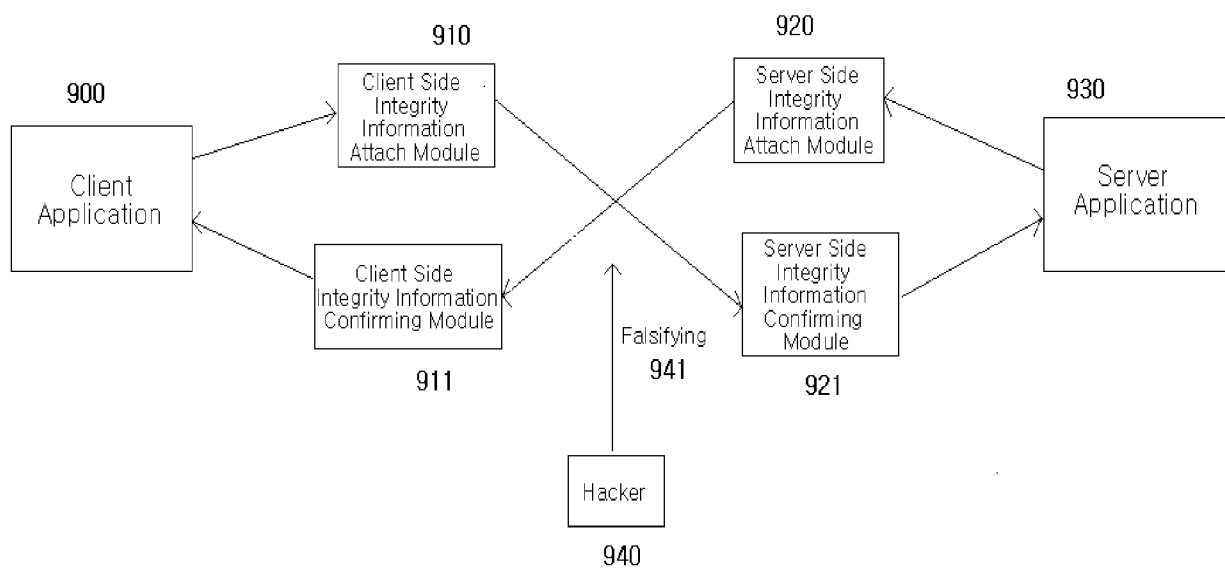 910
920
900
930
Client Side
Integrity
Information
Attach Module
Server Side
Integrity
Information
Attach Module
Client
Application
Server
Application
Client Side
Integrity Information
Confirming Module
Server Side
Integrity
Information
Confirming
Module
Falsifying
941
911
921
Hacker
940